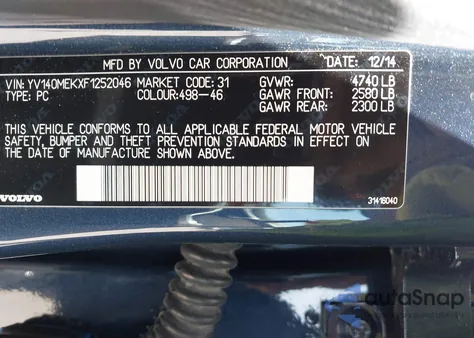 MFD BY VOLVO CAR CORPORATION DATE: 12/14
VIN: YV140MEKXF1252046 MARKET CODE: 31 GVWR: 4740 LB
TYPE: PC COLOUR:498-46 GAWR FRONT: 2580 LB
GAWR REAR: 2300 LB
THIS VEHICLE CONFORMS TO ALL APPLICABLE FEDERAL MOTOR VEHICLE
SAFETY, BUMPER AND THEFT PREVENTION STANDARDS IN EFFECT ON
THE DATE OF MANUFACTURE SHOWN ABOVE.
VOLVO 31416040
autoSnap